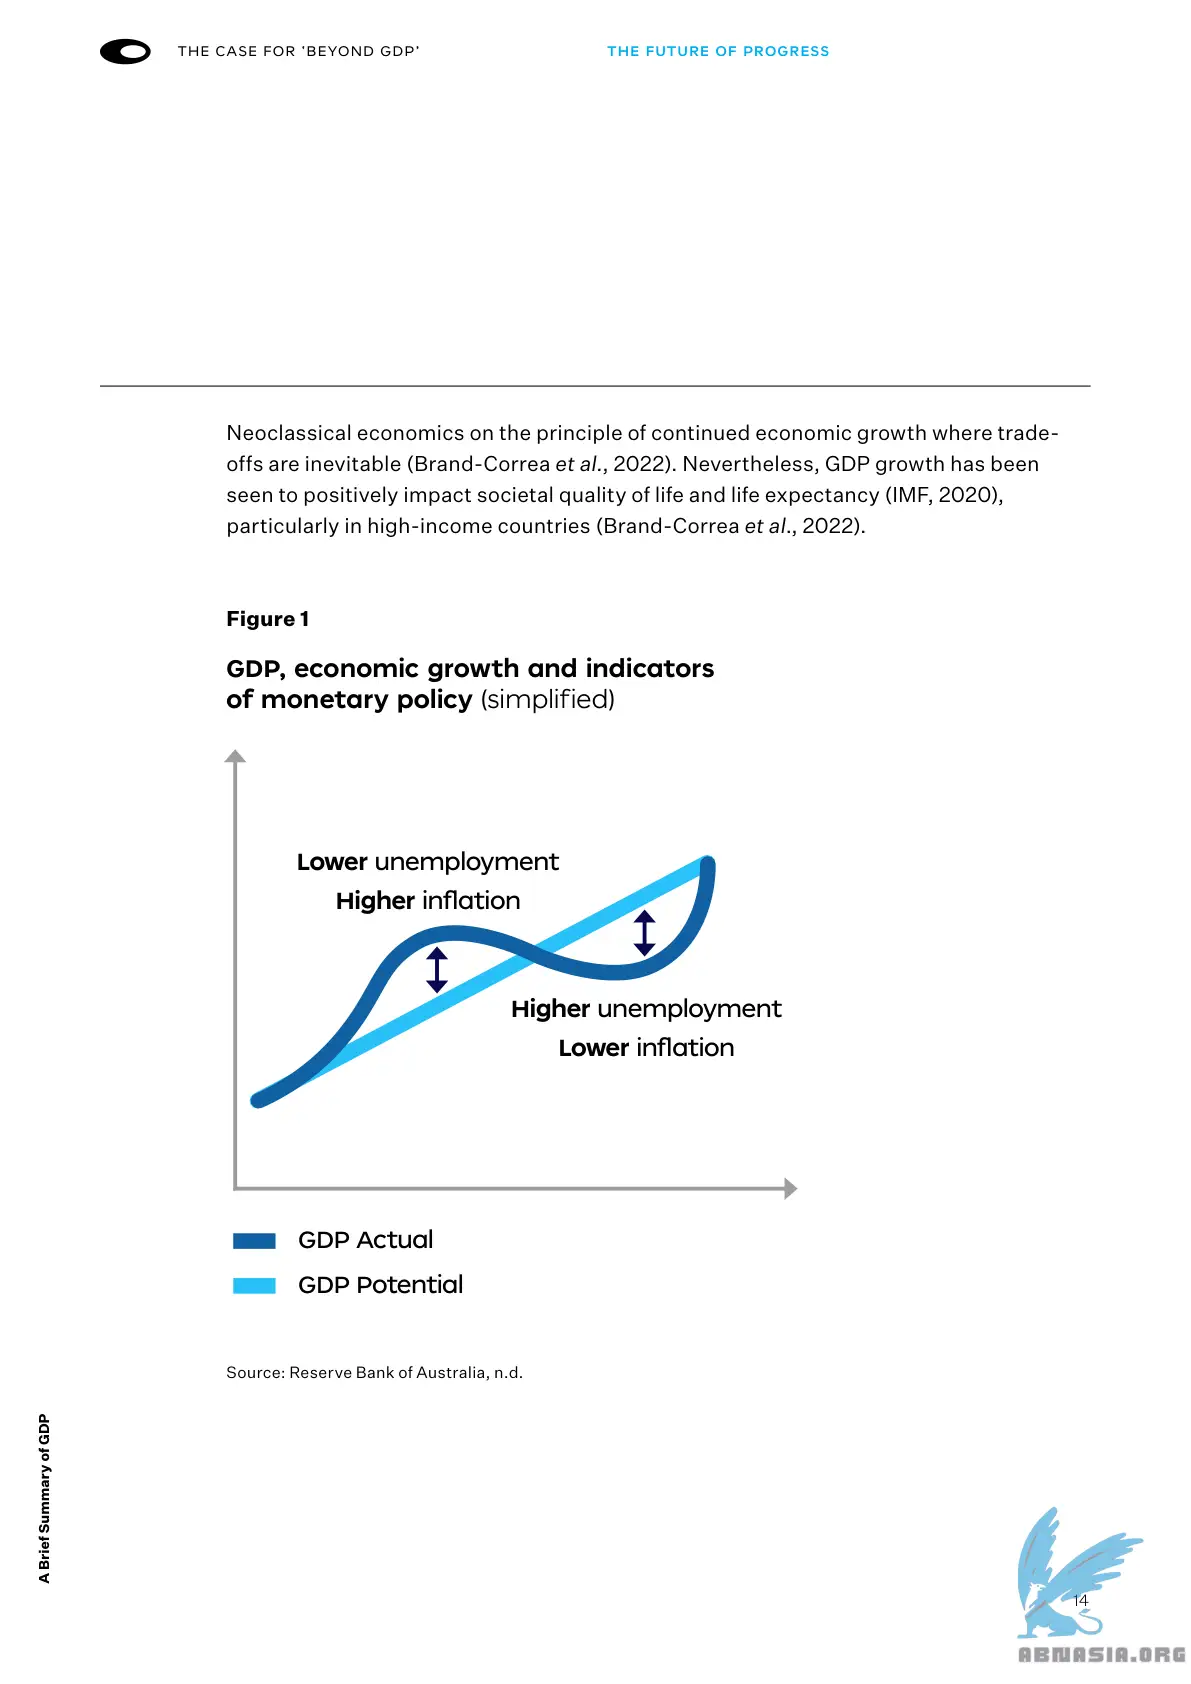 THE CASE FOR 'BEYOND GDP'
THE FUTURE OF PROGRESS
Neoclassical economics on the principle of continued economic growth where trade-
offs are inevitable (Brand-Correa et al., 2022). Nevertheless, GDP growth has been
seen to positively impact societal quality of life and life expectancy (IMF, 2020),
particularly in high-income countries (Brand-Correa et al., 2022).
Figure 1
GDP, economic growth and indicators
of monetary policy (simplified)
Lower unemployment
Higher inflation
Higher unemployment
Lower inflation
GDP Actual
GDP Potential
Source: Reserve Bank of Australia, n.d.
A Brief Summary of GDP
14
ABNASIA.ORG